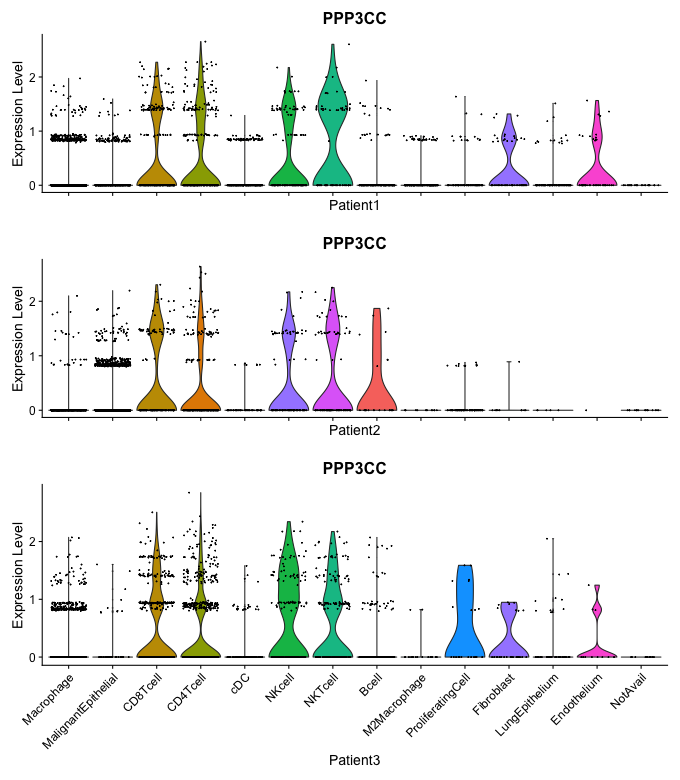 PPP3CC
Expression Level
2
1
0
Patient1
PPP3CC
Expression Level
2
1
0
Patient2
PPP3CC
Expression Level
2
1
0
Macrophage
MalignantEpithelial
CD8Tcell
CD4Tcell
cDC
NKcell
NKTcell
Bcell
M2Macrophage
ProliferatingCell
Fibroblast
LungEpithelium
Endothelium
NotAvail
Patient3